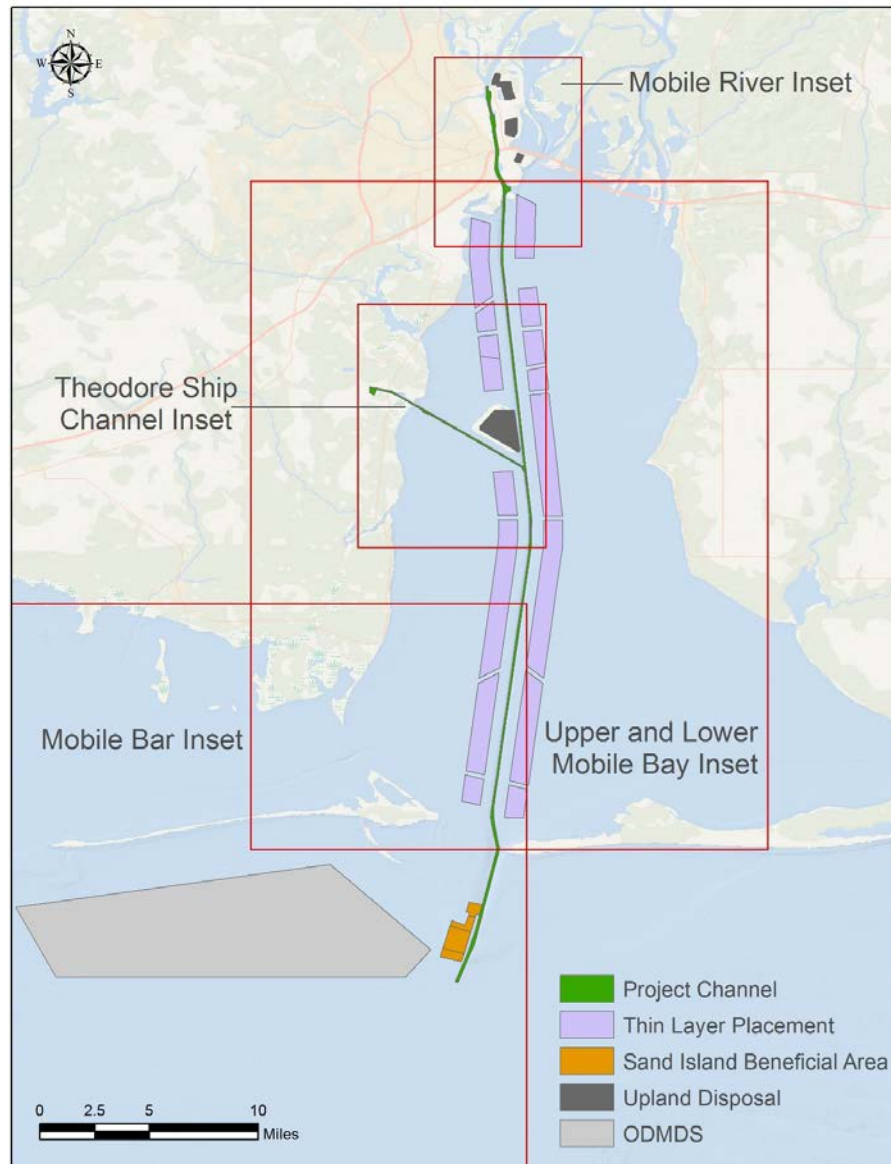 N
W E
S
Mobile River Inset
Theodore Ship
Channel Inset
Mobile Bar Inset
Upper and Lower
Mobile Bay Inset
Project Channel
Thin Layer Placement
Sand Island Beneficial Area
Upland Disposal
ODMDS
0 2.5 5 10
Miles